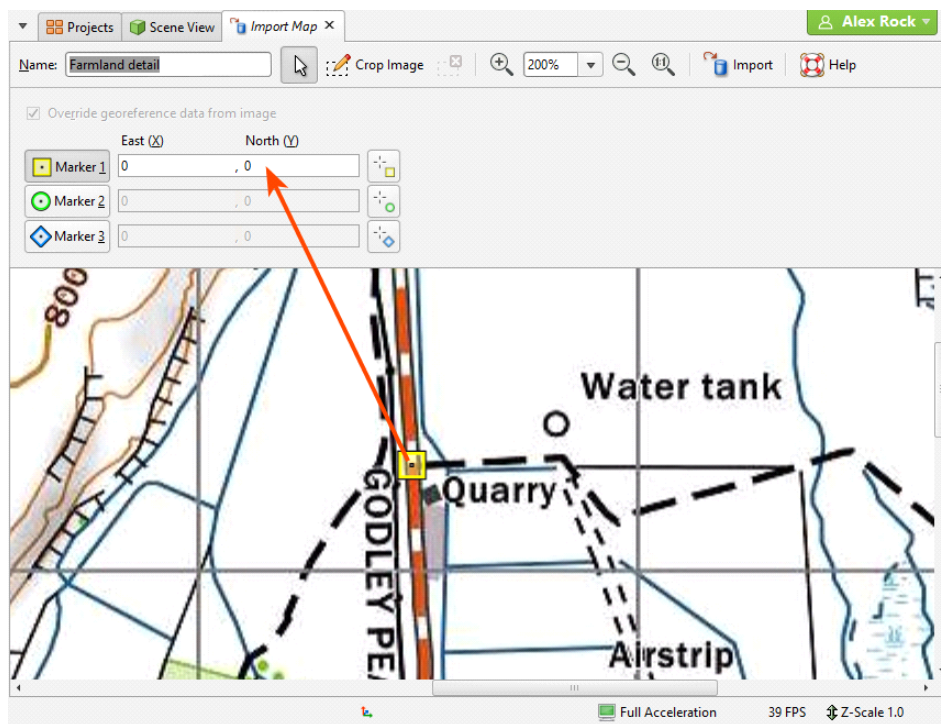 Projects Scene View Import Map × Alex Rock
Name: Farmland detail Crop Image 200% 1:1 Import Help
Override georeference data from image
East (X) North (Y)
Marker 1 0 , 0
Marker 2 0 , 0
Marker 3 0 , 0
800
Water tank
Quarry
GODLEY PE
Airstrip
Full Acceleration 39 FPS Z-Scale 1.0